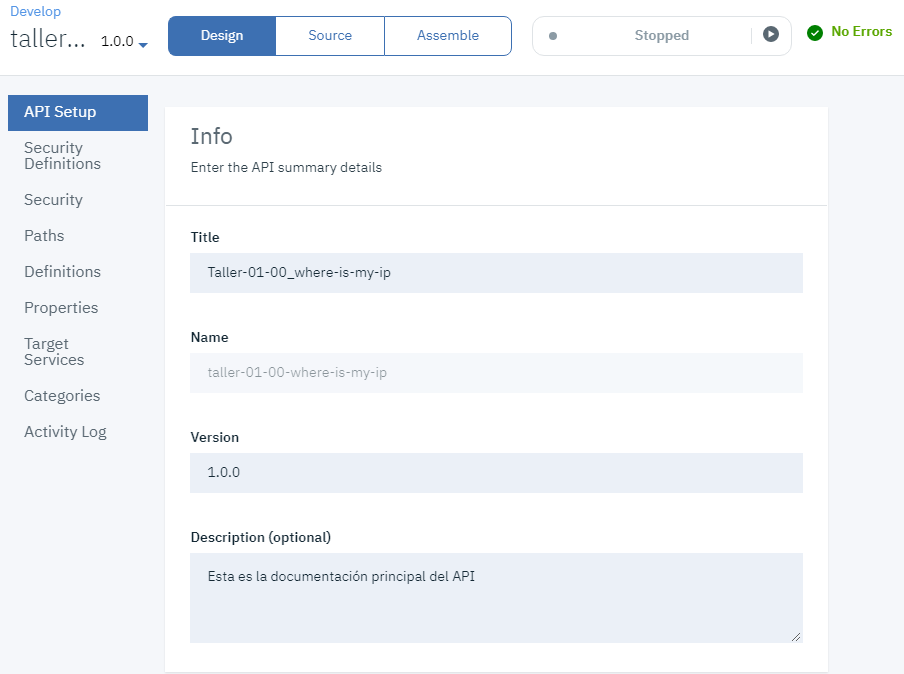 Develop
taller... 1.0.0
Design Source Assemble
Stopped
No Errors
API Setup
Security
Definitions
Security
Paths
Definitions
Properties
Target
Services
Categories
Activity Log
Info
Enter the API summary details
Title
Taller-01-00_where-is-my-ip
Name
taller-01-00-where-is-my-ip
Version
1.0.0
Description (optional)
Esta es la documentación principal del API